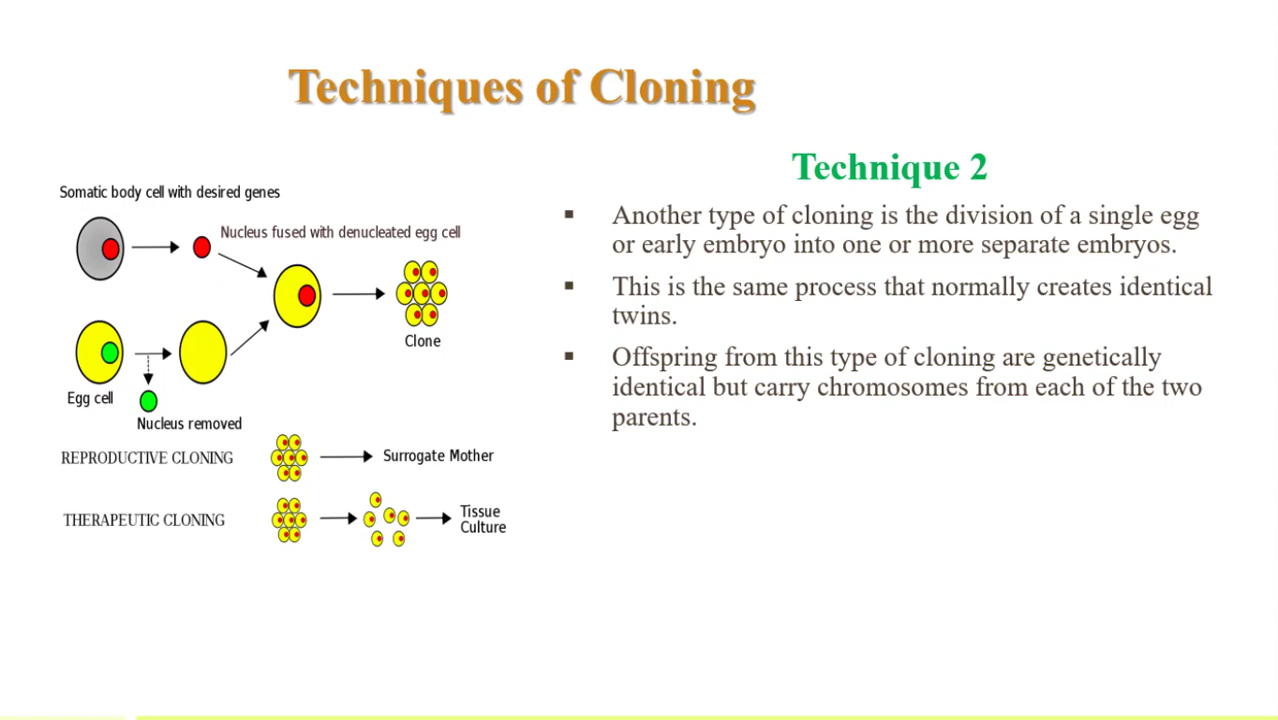 Techniques of Cloning
Somatic body cell with desired genes
Nucleus fused with denucleated egg cell
Clone
Egg cell
Nucleus removed
REPRODUCTIVE CLONING
Surrogate Mother
THERAPEUTIC CLONING
Tissue
Culture
Technique 2
▪ Another type of cloning is the division of a single egg
or early embryo into one or more separate embryos.
▪ This is the same process that normally creates identical
twins.
▪ Offspring from this type of cloning are genetically
identical but carry chromosomes from each of the two
parents.